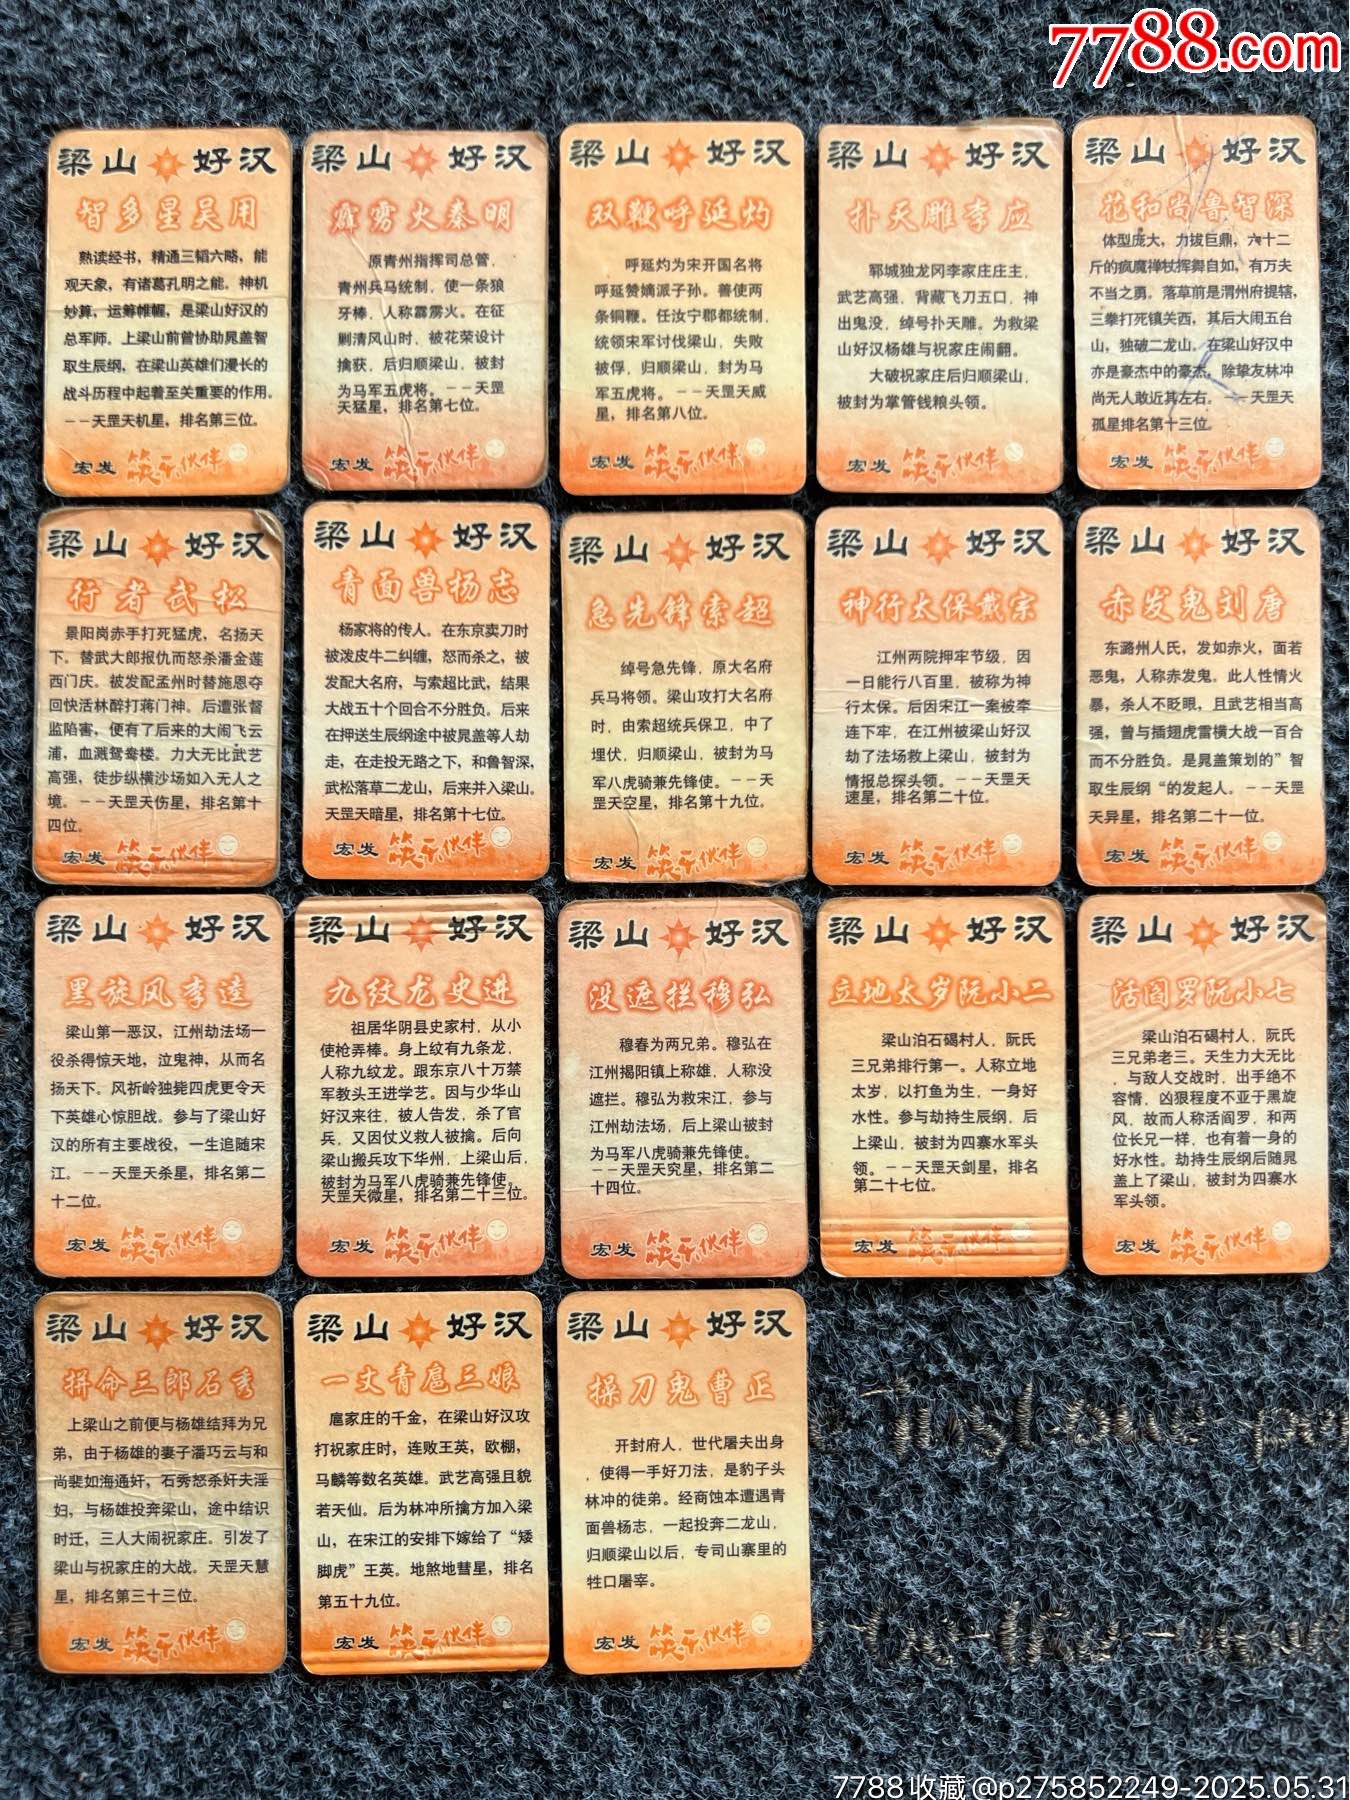 7788.com
梁山好汉
智多星吴用
熟读经书，精通三韬六略，能
观天象，有诸葛孔明之能。神机
妙算，运筹帷幄，是梁山好汉的
总军师。上梁山前曾协助晁盖智
取生辰纲，在梁山英雄们漫长的
战斗历程中起着至关重要的作用。
——天罡天机星，排名第三位。
宏发 筷乐伙伴
梁山好汉
霹雳火秦明
原青州指挥司总管，
青州兵马统制，使一条狼
牙棒，人称霹雳火。在征
剿清风山时，被花荣设计
擒获，后归顺梁山，被封
为马军五虎将。——天罡
天猛星，排名第七位。
宏发 筷乐伙伴
梁山好汉
双鞭呼延灼
呼延灼为宋开国名将
呼延赞嫡派子孙。善使两
条铜鞭。任汝宁郡都统制，
统领宋军讨伐梁山，失败
被俘，归顺梁山，封为马
军五虎将。——天罡天威
星，排名第八位。
宏发 筷乐伙伴
梁山好汉
扑天雕李应
郓城独龙冈李家庄庄主，
武艺高强，背藏飞刀五口，神
出鬼没，绰号扑天雕。为救梁
山好汉杨雄与祝家庄闹翻。
大破祝家庄后归顺梁山，
被封为掌管钱粮头领。
宏发 筷乐伙伴
梁山好汉
花和尚鲁智深
体型庞大，力拔巨鼎，六十二
斤的疯魔禅杖挥舞自如，有万夫
不当之勇。落草前是渭州府提辖，
三拳打死镇关西，其后大闹五台
山，独破二龙山。在梁山好汉中
亦是豪杰中的豪杰，除挚友林冲
尚无人敢近其左右。——天罡天
孤星排名第十三位。
宏发 筷乐伙伴
梁山好汉
行者武松
景阳岗赤手打死猛虎，名扬天
下。替武大郎报仇而怒杀潘金莲
西门庆。被发配孟州时替施恩夺
回快活林醉打蒋门神。后遭张督
监陷害，便有了后来的大闹飞云
浦，血溅鸳鸯楼。力大无比武艺
高强，徒步纵横沙场如入无人之
境。——天罡天伤星，排名第十
四位。
宏发 筷乐伙伴
梁山好汉
青面兽杨志
杨家将的传人。在东京卖刀时
被泼皮牛二纠缠，怒而杀之，被
发配大名府，与索超比武，结果
大战五十个回合不分胜负。后来
在押送生辰纲途中被晁盖等人劫
走，在走投无路之下，和鲁智深，
武松落草二龙山，后来并入梁山。
天罡天暗星，排名第十七位。
宏发 筷乐伙伴
梁山好汉
急先锋索超
绰号急先锋，原大名府
兵马将领。梁山攻打大名府
时，由索超统兵保卫，中了
埋伏，归顺梁山，被封为马
军八虎骑兼先锋使。——天
罡天空星，排名第十九位。
宏发 筷乐伙伴
梁山好汉
神行太保戴宗
江州两院押牢节级，因
一日能行八百里，被称为神
行太保。后因宋江一案被牵
连下牢，在江州被梁山好汉
劫了法场救上梁山，被封为
情报总探头领。——天罡天
速星，排名第二十位。
宏发 筷乐伙伴
梁山好汉
赤发鬼刘唐
东潞州人氏，发如赤火，面若
恶鬼，人称赤发鬼。此人性情火
暴，杀人不眨眼，且武艺相当高
强，曾与插翅虎雷横大战一百合
而不分胜负。是晁盖策划的"智
取生辰纲"的发起人。——天罡
天异星，排名第二十一位。
宏发 筷乐伙伴
梁山好汉
黑旋风李逵
梁山第一恶汉，江州劫法场一
役杀得惊天地，泣鬼神，从而名
扬天下。风祈岭独毙四虎更令天
下英雄心惊胆战。参与了梁山好
汉的所有主要战役，一生追随宋
江。——天罡天杀星，排名第二
十二位。
宏发 筷乐伙伴
梁山好汉
九纹龙史进
祖居华阴县史家村，从小
使枪弄棒。身上纹有九条龙，
人称九纹龙。跟东京八十万禁
军教头王进学艺。因与少华山
好汉来往，被人告发，杀了官
兵，又因仗义救人被擒。后向
梁山搬兵攻下华州，上梁山后，
被封为马军八虎骑兼先锋使。
天罡天微星，排名第二十三位。
宏发 筷乐伙伴
梁山好汉
没遮拦穆弘
穆春为两兄弟。穆弘在
江州揭阳镇上称雄，人称没
遮拦。穆弘为救宋江，参与
江州劫法场，后上梁山被封
为马军八虎骑兼先锋使。
——天罡天究星，排名第二
十四位。
宏发 筷乐伙伴
梁山好汉
立地太岁阮小二
梁山泊石碣村人，阮氏
三兄弟排行第一。人称立地
太岁，以打鱼为生，一身好
水性。参与劫持生辰纲，后
上梁山，被封为四寨水军头
领。——天罡天剑星，排名
第二十七位。
宏发 筷乐伙伴
梁山好汉
活阎罗阮小七
梁山泊石碣村人，阮氏
三兄弟老三。天生力大无比
，与敌人交战时，出手绝不
容情，凶狠程度不亚于黑旋
风，故而人称活阎罗，和两
位长兄一样，也有着一身的
好水性。劫持生辰纲后随晁
盖上了梁山，被封为四寨水
军头领。
宏发 筷乐伙伴
梁山好汉
拼命三郎石秀
上梁山之前便与杨雄结拜为兄
弟，由于杨雄的妻子潘巧云与和
尚裴如海通奸，石秀怒杀奸夫淫
妇，与杨雄投奔梁山，途中结识
时迁，三人大闹祝家庄。引发了
梁山与祝家庄的大战。天罡天慧
星，排名第三十三位。
宏发 筷乐伙伴
梁山好汉
一丈青扈三娘
扈家庄的千金，在梁山好汉攻
打祝家庄时，连败王英，欧棚，
马麟等数名英雄。武艺高强且貌
若天仙。后为林冲所擒方加入梁
山，在宋江的安排下嫁给了“矮
脚虎”王英。地煞地彗星，排名
第五十九位。
宏发 筷乐伙伴
梁山好汉
操刀鬼曹正
开封府人，世代屠夫出身
，使得一手好刀法，是豹子头
林冲的徒弟。经商蚀本遭遇青
面兽杨志，一起投奔二龙山，
归顺梁山以后，专司山寨里的
牲口屠宰。
宏发 筷乐伙伴
7788收藏@p275852249-2025.05.31